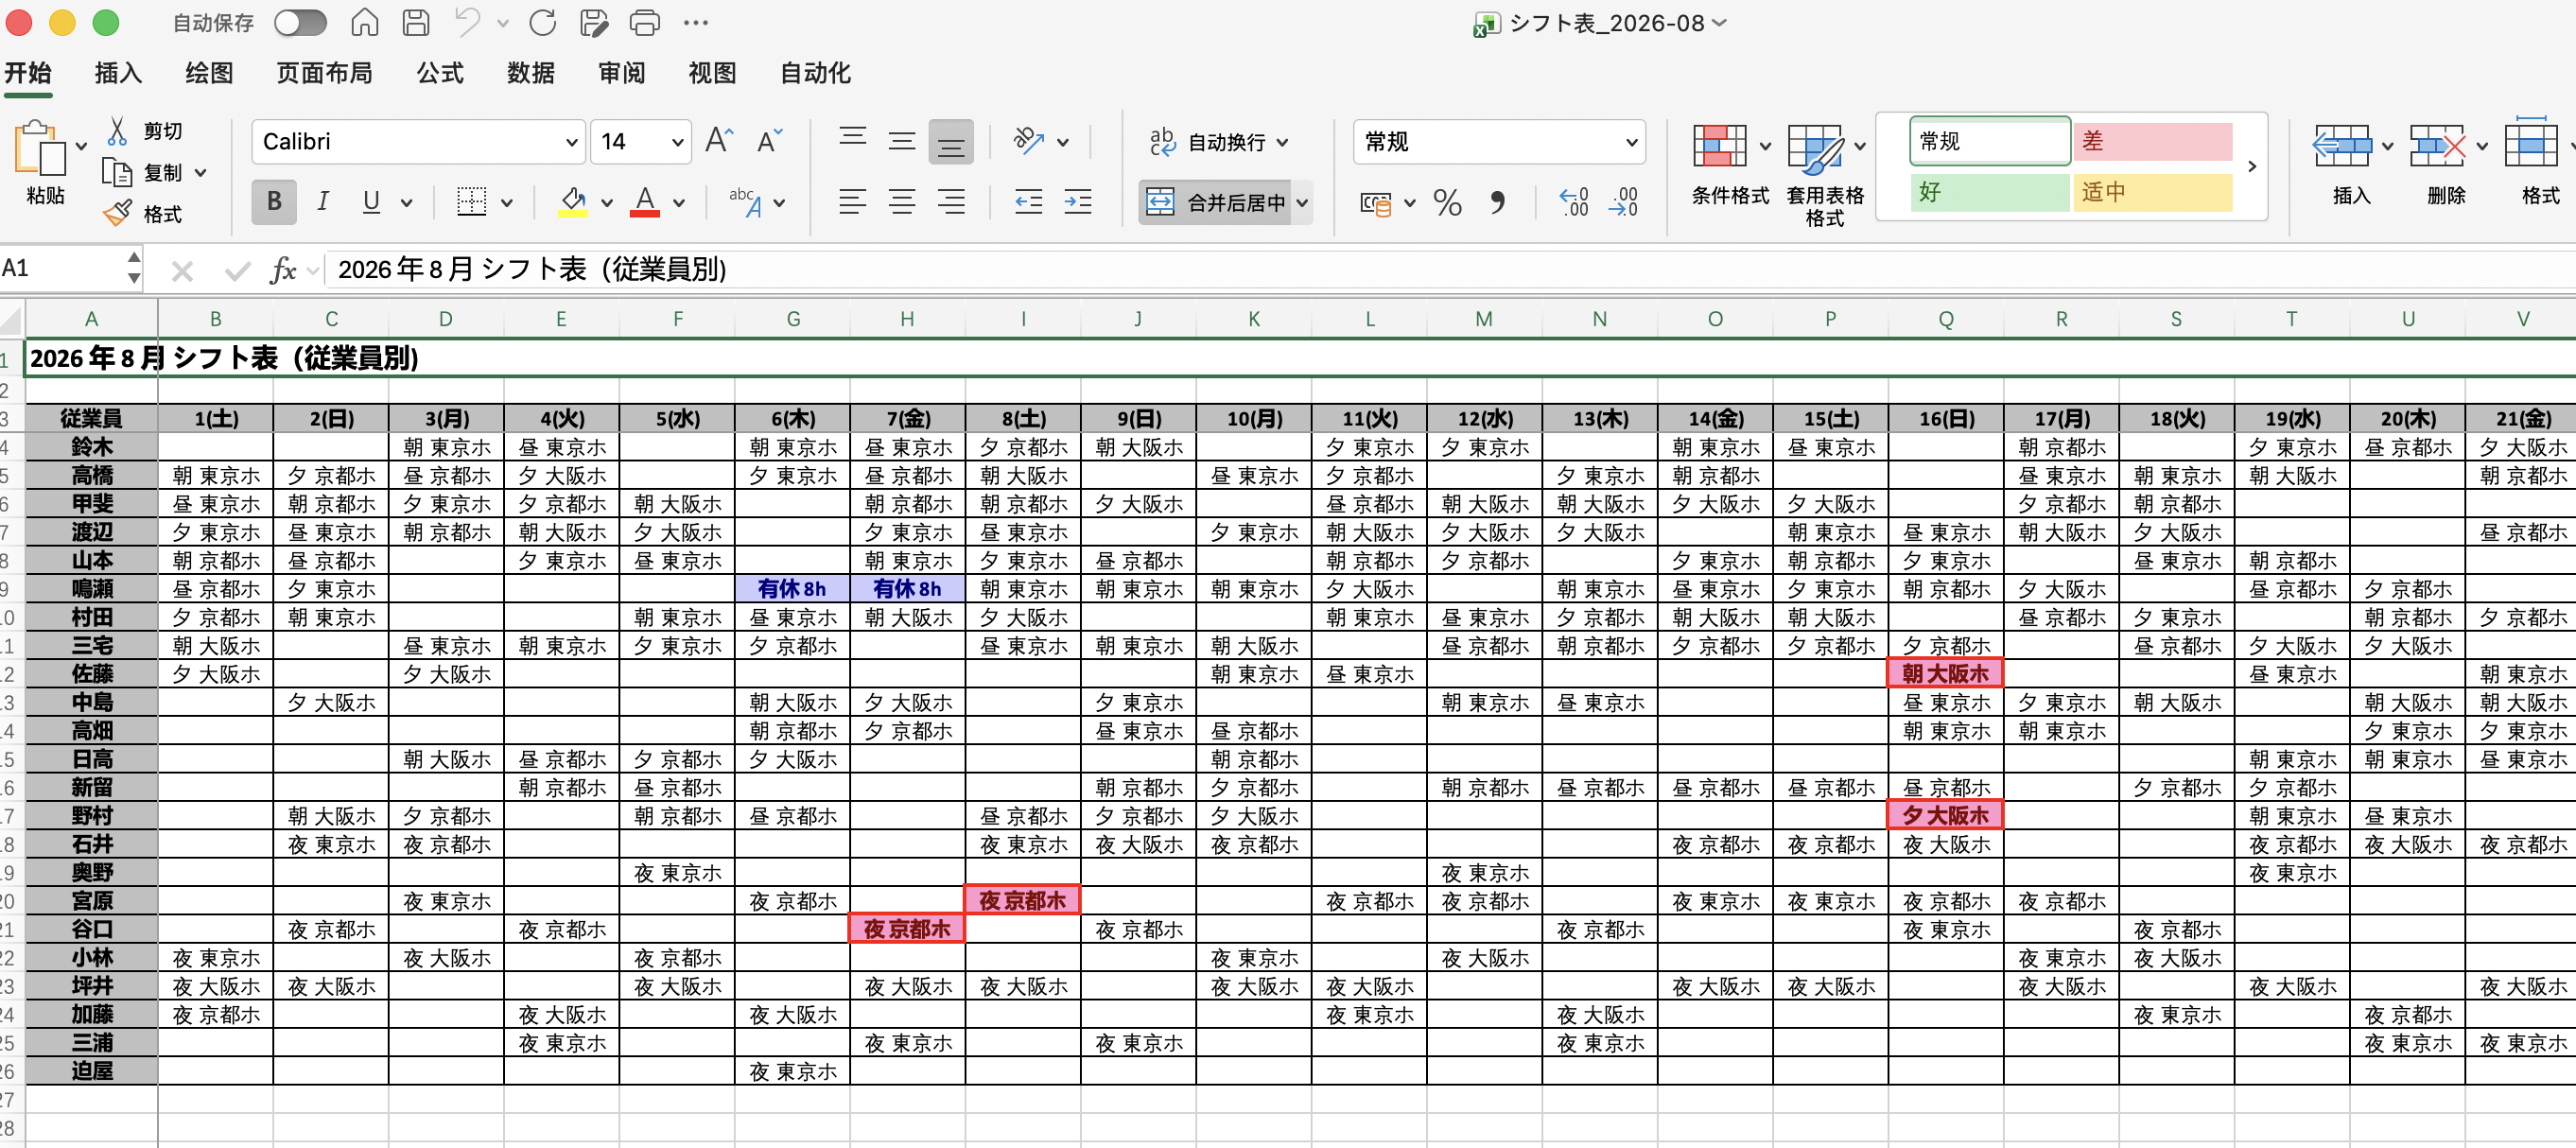 自动保存 シフト表_2026-08
开始 插入 绘图 页面布局 公式 数据 审阅 视图 自动化
粘贴 剪切 复制 格式
Calibri 14
B I U A abc A
ab c 自动换行
合并后居中
常规
% .0 .00 .00 .0
条件格式 套用表格格式
常规 差
好 适中
插入 删除 格式
A1 fx 2026 年 8 月 シフト表（従業員別)
A B C D E F G H I J K L M N O P Q R S T U V
1 2026 年 8 月 シフト表（従業員別)
2
3 従業員 1(土) 2(日) 3(月) 4(火) 5(水) 6(木) 7(金) 8(土) 9(日) 10(月) 11(火) 12(水) 13(木) 14(金) 15(土) 16(日) 17(月) 18(火) 19(水) 20(木) 21(金)
4 鈴木 朝 東京ホ 昼 東京ホ 朝 東京ホ 昼 東京ホ 夕 京都ホ 朝 大阪ホ 夕 東京ホ 夕 東京ホ 朝 東京ホ 昼 東京ホ 朝 京都ホ 夕 東京ホ 昼 京都ホ 夕 大阪ホ
5 高橋 朝 東京ホ 夕 京都ホ 昼 京都ホ 夕 大阪ホ 夕 東京ホ 昼 京都ホ 朝 大阪ホ 昼 東京ホ 夕 京都ホ 夕 東京ホ 朝 京都ホ 昼 東京ホ 朝 東京ホ 朝 大阪ホ 朝 京都ホ
6 甲斐 昼 東京ホ 朝 京都ホ 夕 東京ホ 夕 京都ホ 朝 大阪ホ 朝 京都ホ 朝 京都ホ 夕 大阪ホ 昼 京都ホ 朝 大阪ホ 朝 大阪ホ 夕 大阪ホ 夕 大阪ホ 夕 京都ホ 朝 京都ホ
7 渡辺 夕 東京ホ 昼 東京ホ 朝 京都ホ 朝 大阪ホ 夕 大阪ホ 夕 東京ホ 昼 東京ホ 夕 東京ホ 朝 大阪ホ 夕 大阪ホ 夕 大阪ホ 朝 東京ホ 昼 東京ホ 朝 大阪ホ 夕 大阪ホ 昼 京都ホ
8 山本 朝 京都ホ 昼 京都ホ 夕 東京ホ 昼 東京ホ 朝 東京ホ 夕 東京ホ 昼 京都ホ 朝 京都ホ 夕 京都ホ 夕 東京ホ 朝 京都ホ 夕 東京ホ 昼 東京ホ 朝 京都ホ
9 鳴瀬 昼 京都ホ 夕 東京ホ 有休 8h 有休 8h 朝 東京ホ 朝 東京ホ 朝 東京ホ 夕 大阪ホ 朝 東京ホ 昼 東京ホ 夕 東京ホ 朝 京都ホ 夕 大阪ホ 昼 京都ホ 夕 京都ホ
10 村田 夕 京都ホ 朝 東京ホ 朝 東京ホ 昼 東京ホ 朝 大阪ホ 夕 大阪ホ 朝 東京ホ 昼 東京ホ 夕 京都ホ 朝 大阪ホ 朝 大阪ホ 昼 京都ホ 夕 東京ホ 朝 京都ホ 夕 京都ホ
11 三宅 朝 大阪ホ 昼 東京ホ 朝 東京ホ 夕 東京ホ 夕 京都ホ 昼 東京ホ 朝 東京ホ 朝 大阪ホ 昼 京都ホ 朝 京都ホ 夕 京都ホ 夕 京都ホ 夕 京都ホ 昼 京都ホ 夕 大阪ホ 夕 大阪ホ
12 佐藤 夕 大阪ホ 夕 大阪ホ 朝 東京ホ 昼 東京ホ 朝 大阪ホ 昼 東京ホ 朝 東京ホ
13 中島 夕 大阪ホ 朝 大阪ホ 夕 大阪ホ 夕 東京ホ 朝 東京ホ 昼 東京ホ 昼 東京ホ 夕 東京ホ 朝 大阪ホ 朝 大阪ホ 朝 大阪ホ
14 高畑 朝 京都ホ 夕 京都ホ 昼 東京ホ 昼 京都ホ 朝 東京ホ 朝 東京ホ 夕 東京ホ 夕 東京ホ
15 日高 朝 大阪ホ 昼 京都ホ 夕 京都ホ 夕 大阪ホ 朝 京都ホ 朝 東京ホ 朝 東京ホ 昼 東京ホ
16 新留 朝 京都ホ 昼 京都ホ 朝 京都ホ 夕 京都ホ 朝 京都ホ 昼 京都ホ 昼 京都ホ 昼 京都ホ 昼 京都ホ 夕 京都ホ 夕 京都ホ
17 野村 朝 大阪ホ 夕 京都ホ 朝 京都ホ 昼 京都ホ 昼 京都ホ 夕 京都ホ 夕 大阪ホ 夕 大阪ホ 朝 東京ホ 昼 東京ホ
18 石井 夜 東京ホ 夜 京都ホ 夜 東京ホ 夜 大阪ホ 夜 京都ホ 夜 京都ホ 夜 京都ホ 夜 大阪ホ 夜 京都ホ 夜 大阪ホ 夜 京都ホ
19 奥野 夜 東京ホ 夜 東京ホ 夜 東京ホ
20 宮原 夜 東京ホ 夜 京都ホ 夜 京都ホ 夜 京都ホ 夜 京都ホ 夜 東京ホ 夜 東京ホ 夜 京都ホ 夜 京都ホ
21 谷口 夜 京都ホ 夜 京都ホ 夜 京都ホ 夜 京都ホ 夜 京都ホ 夜 東京ホ 夜 京都ホ
22 小林 夜 東京ホ 夜 大阪ホ 夜 京都ホ 夜 東京ホ 夜 大阪ホ 夜 東京ホ 夜 大阪ホ
23 坪井 夜 大阪ホ 夜 大阪ホ 夜 大阪ホ 夜 大阪ホ 夜 大阪ホ 夜 大阪ホ 夜 大阪ホ 夜 大阪ホ 夜 大阪ホ 夜 大阪ホ 夜 大阪ホ 夜 大阪ホ
24 加藤 夜 京都ホ 夜 大阪ホ 夜 大阪ホ 夜 東京ホ 夜 大阪ホ 夜 東京ホ 夜 京都ホ
25 三浦 夜 東京ホ 夜 東京ホ 夜 東京ホ 夜 東京ホ 夜 東京ホ 夜 東京ホ
26 迫屋 夜 東京ホ
27
28